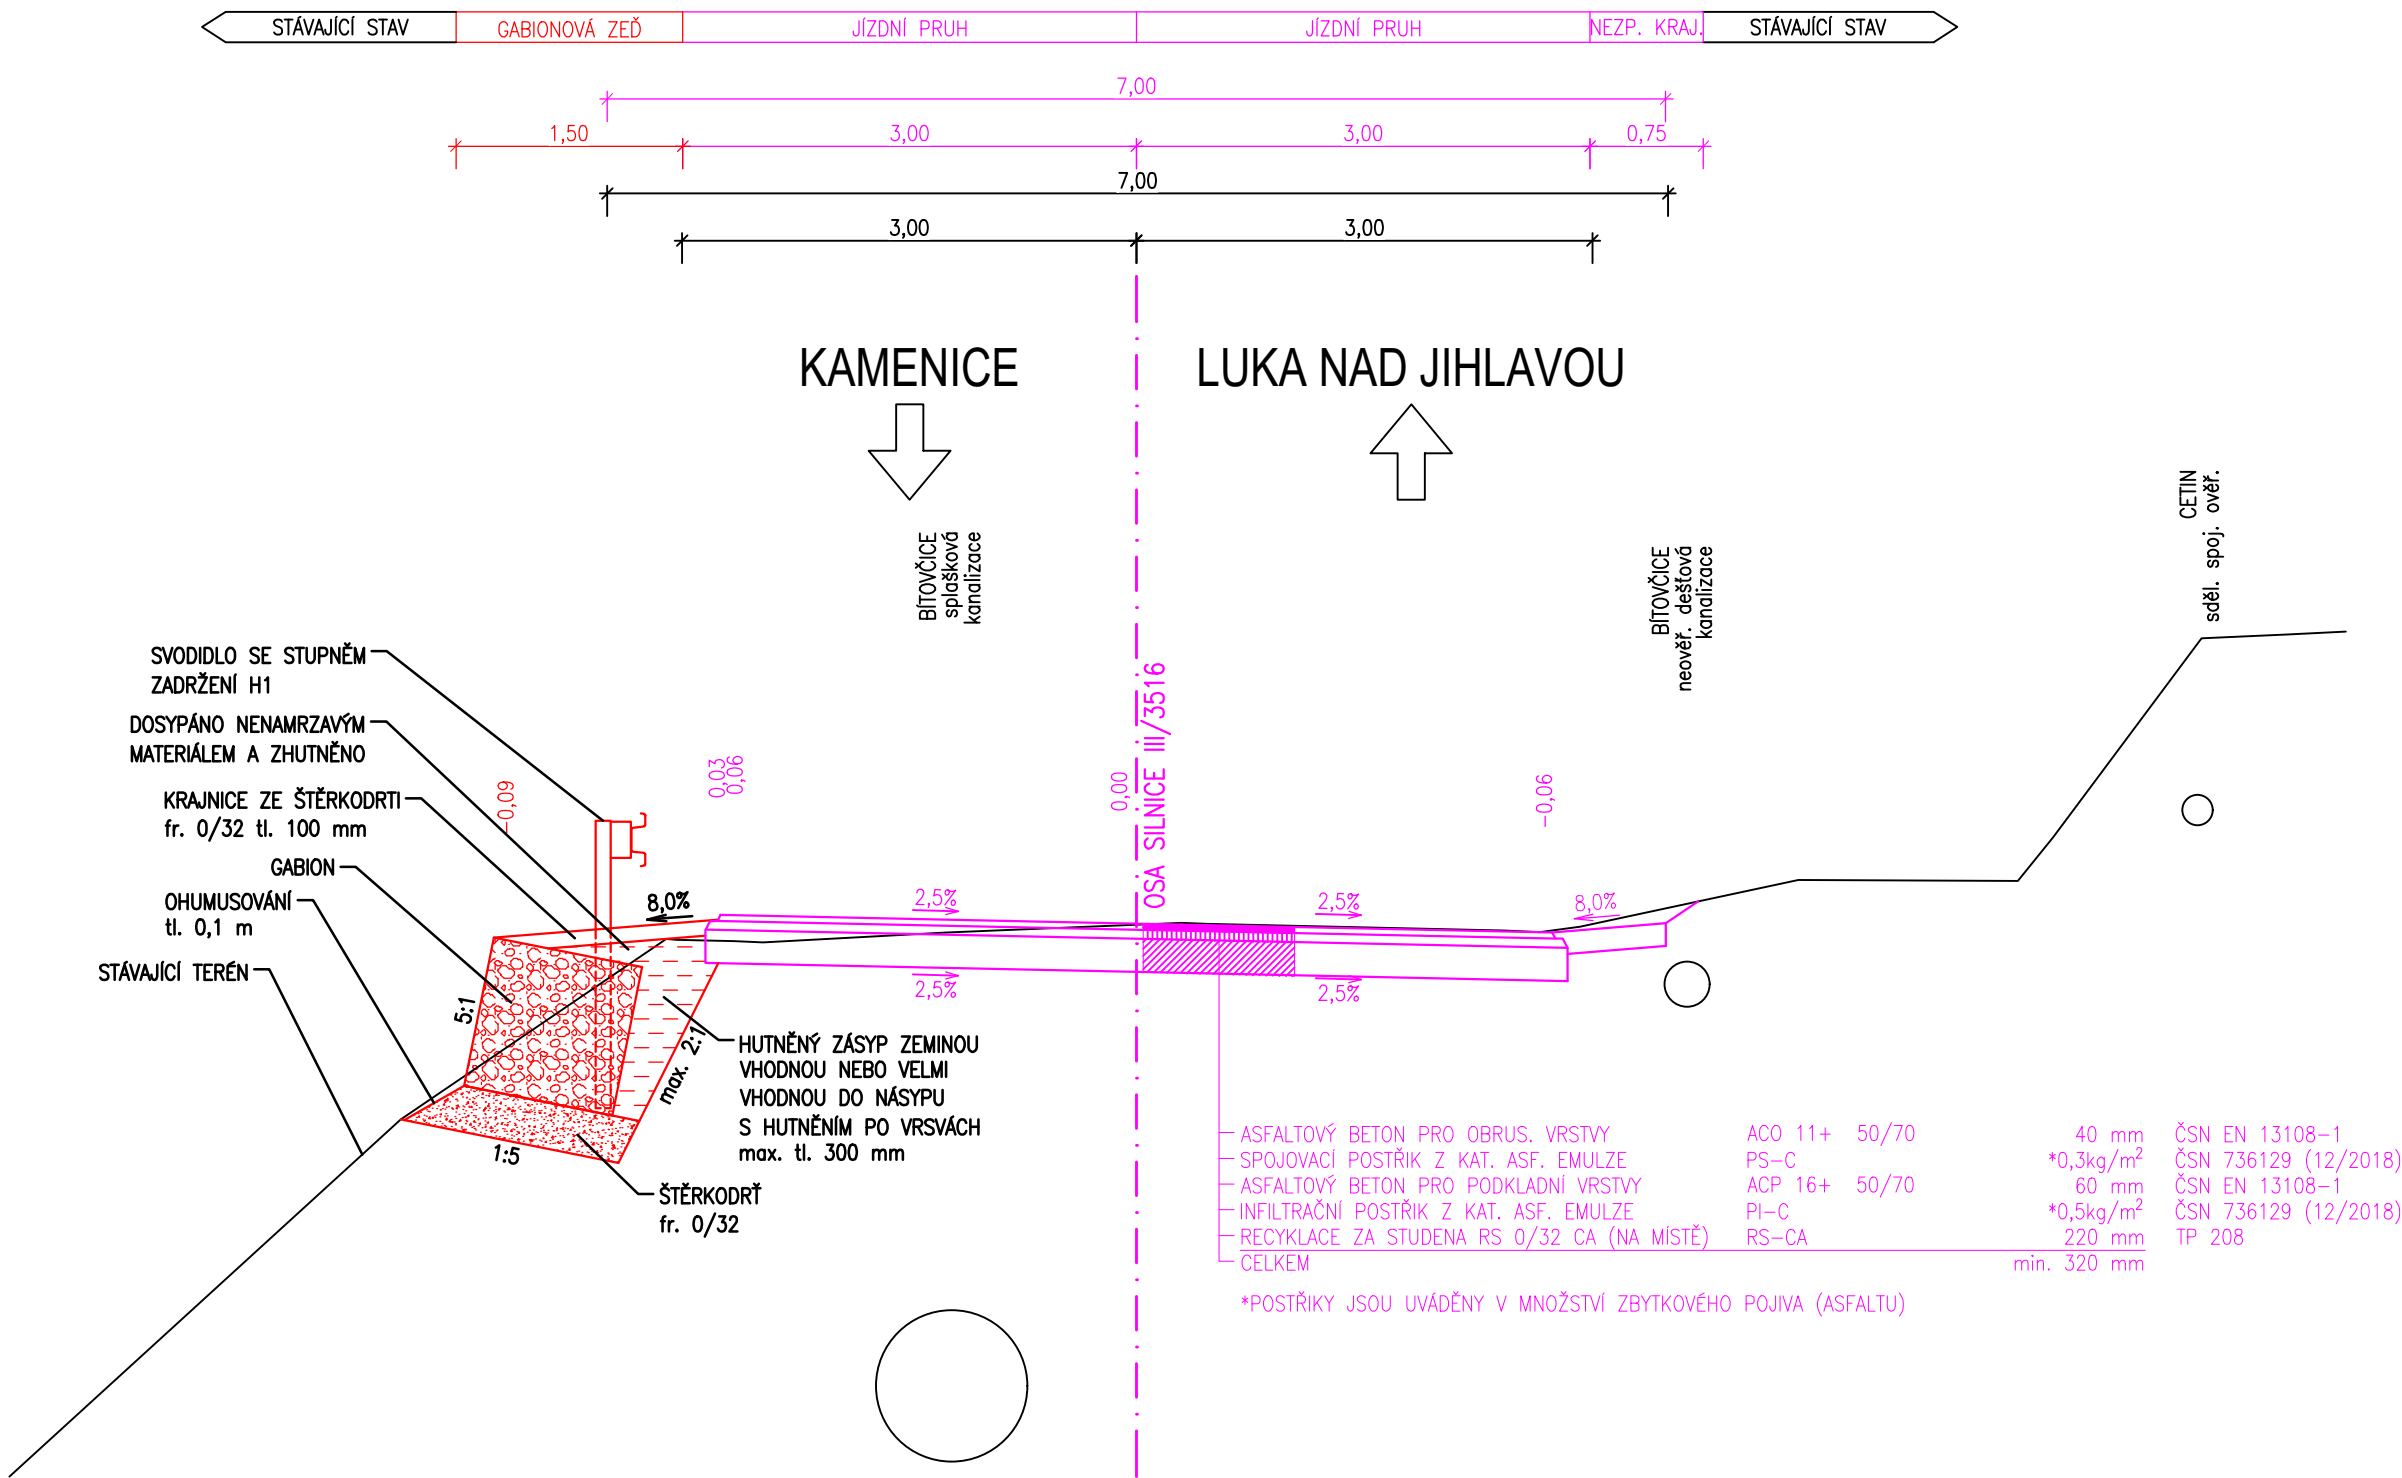 STÁVAJÍCÍ STAV
GABIONOVÁ ZEĎ
JÍZDNÍ PRUH
JÍZDNÍ PRUH
NEZP. KRAJ.
STÁVAJÍCÍ STAV
7,00
1,50
3,00
3,00
0,75
7,00
3,00
3,00
KAMENICE
LUKA NAD JIHLAVOU
BÍTOVČICE
splašková
kanalizace
BÍTOVČICE
neověř. dešťová
kanalizace
CETIN
sděl. spoj. ověř.
OSA SILNICE III/3516
SVODIDLO SE STUPNĚM
ZADRŽENÍ H1
DOSYPÁNO NENAMRZAVÝM
MATERIÁLEM A ZHUTNĚNO
KRAJNICE ZE ŠTĚRKODRTI
fr. 0/32 tl. 100 mm
GABION
OHUMUSOVÁNÍ
tl. 0,1 m
STÁVAJÍCÍ TERÉN
-0,09
0,03
0,06
0,00
-0,06
8,0%
2,5%
2,5%
8,0%
2,5%
2,5%
5:1
max. 2:1
1:5
HUTNĚNÝ ZÁSYP ZEMINOU
VHODNOU NEBO VELMI
VHODNOU DO NÁSYPU
S HUTNĚNÍM PO VRSVÁCH
max. tl. 300 mm
ŠTĚRKODRŤ
fr. 0/32
ASFALTOVÝ BETON PRO OBRUS. VRSTVY ACO 11+ 50/70 40 mm ČSN EN 13108-1
SPOJOVACÍ POSTŘIK Z KAT. ASF. EMULZE PS-C *0,3kg/m² ČSN 736129 (12/2018)
ASFALTOVÝ BETON PRO PODKLADNÍ VRSTVY ACP 16+ 50/70 60 mm ČSN EN 13108-1
INFILTRAČNÍ POSTŘIK Z KAT. ASF. EMULZE PI-C *0,5kg/m² ČSN 736129 (12/2018)
RECYKLACE ZA STUDENA RS 0/32 CA (NA MÍSTĚ) RS-CA 220 mm TP 208
CELKEM min. 320 mm
*POSTŘIKY JSOU UVÁDĚNY V MNOŽSTVÍ ZBYTKOVÉHO POJIVA (ASFALTU)